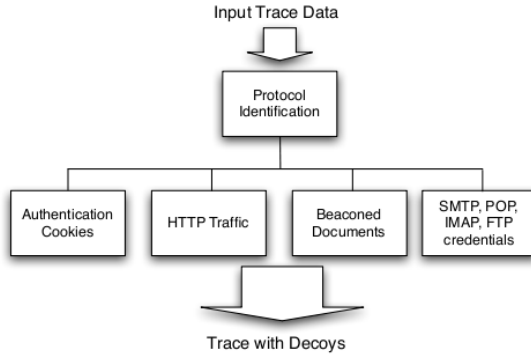 Input Trace Data
Protocol
Identification
Authentication
Cookies
HTTP Traffic
Beaconed
Documents
SMTP, POP,
IMAP, FTP
credentials
Trace with Decoys